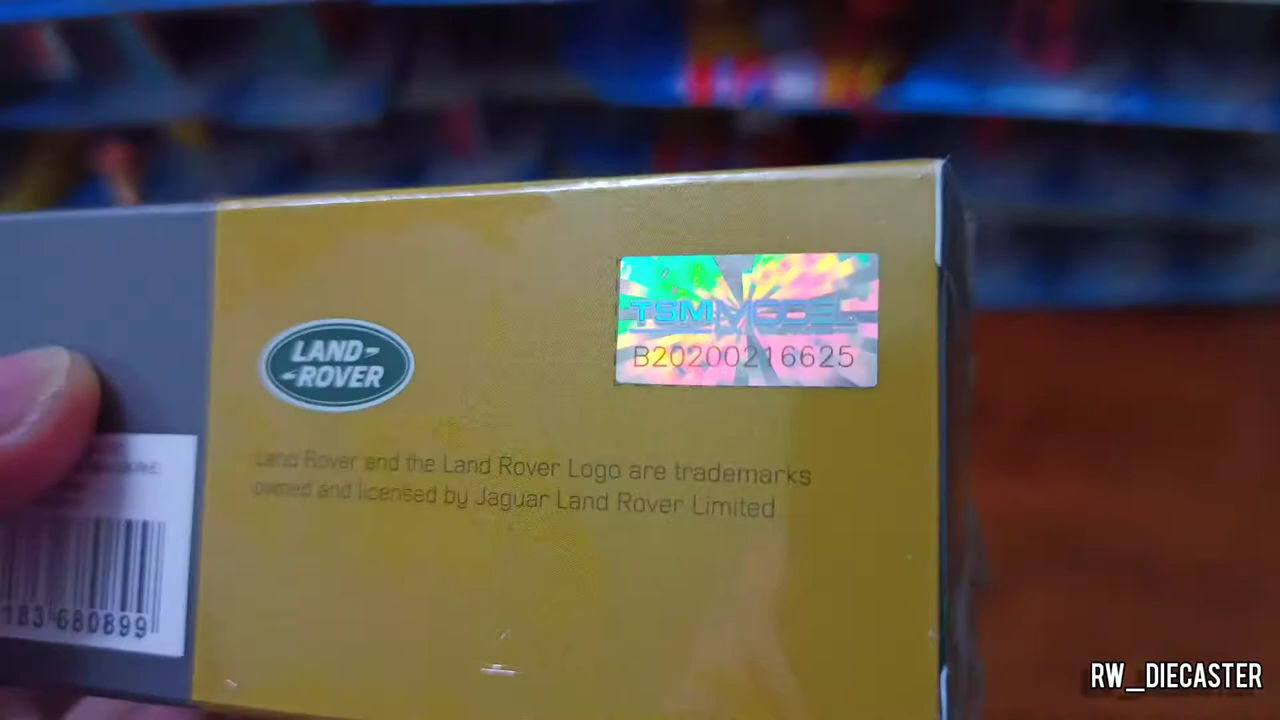 TSM MODEL
B20200216625
LAND-
-ROVER
Land Rover and the Land Rover Logo are trademarks
owned and licensed by Jaguar Land Rover Limited
183 680899
RW_DIECASTER